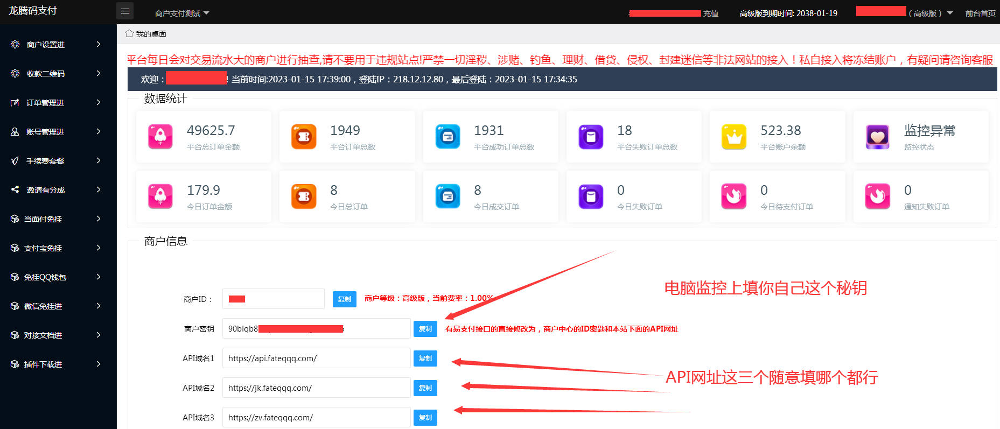 龙腾码支付
商户支付测试
充值
高级版到期时间: 2038-01-19
( 高级版 )
前台首页
商户设置进
收款二维码
订单管理进
账号管理进
手续费套餐
邀请有分成
当面付免挂
支付宝免挂
免挂QQ钱包
微信免挂进
对接文档进
插件下载进
我的桌面
平台每日会对交易流水大的商户进行抽查,请不要用于违规站点!严禁一切淫秽、涉赌、钓鱼、理财、借贷、侵权、封建迷信等非法网站的接入！私自接入将冻结账户，有疑问请咨询客服
欢迎：! 当前时间:2023-01-15 17:39:00，登陆IP：218.12.12.80，最后登陆：2023-01-15 17:34:35
数据统计
49625.7
平台总订单金额
1949
平台订单总数
1931
平台成功订单总数
18
平台失败订单总数
523.38
平台账户余额
监控异常
监控状态
179.9
今日订单金额
8
今日总订单
8
今日成交订单
0
今日失败订单
0
今日待支付订单
0
通知失败订单
商户信息
电脑监控上填你自己这个秘钥
商户ID：
复制
商户等级：高级版，当前费率：1.00%
商户密钥
90biqb8
复制
有易支付接口的直接修改为，商户中心的ID密匙和本站下面的API网址
API域名1
https://api.fateqqq.com/
复制
API网址这三个随意填哪个都行
API域名2
https://jk.fateqqq.com/
复制
API域名3
https://zv.fateqqq.com/
复制